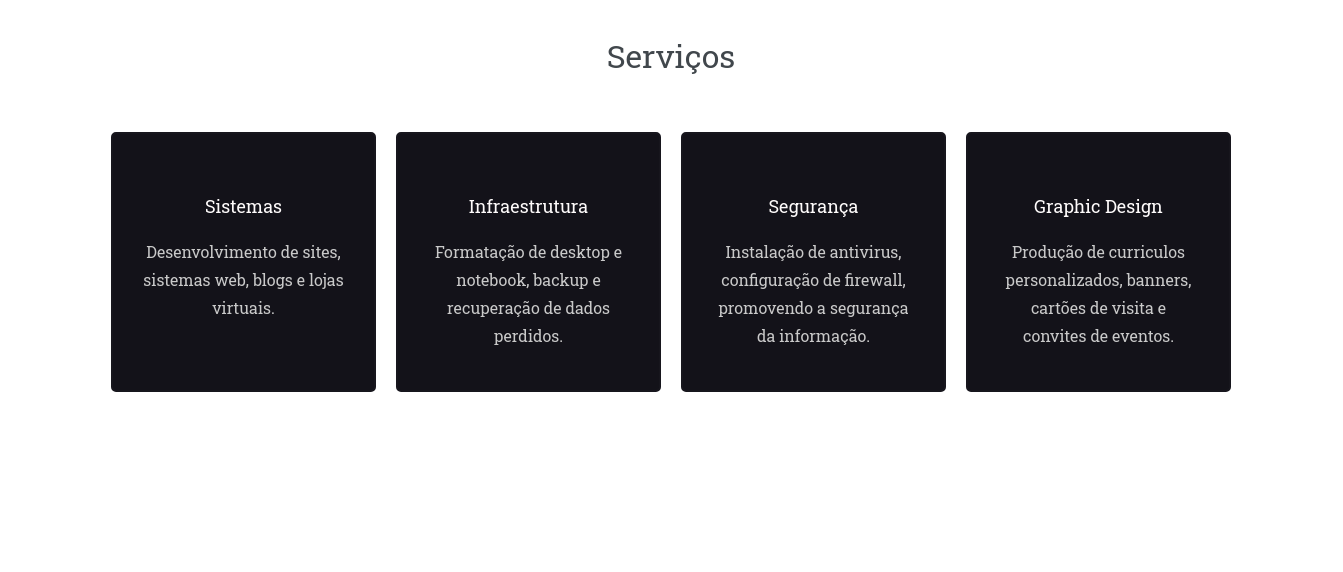 Serviços
Sistemas
Desenvolvimento de sites,
sistemas web, blogs e lojas
virtuais.
Infraestrutura
Formatação de desktop e
notebook, backup e
recuperação de dados
perdidos.
Segurança
Instalação de antivirus,
configuração de firewall,
promovendo a segurança
da informação.
Graphic Design
Produção de curriculos
personalizados, banners,
cartões de visita e
convites de eventos.